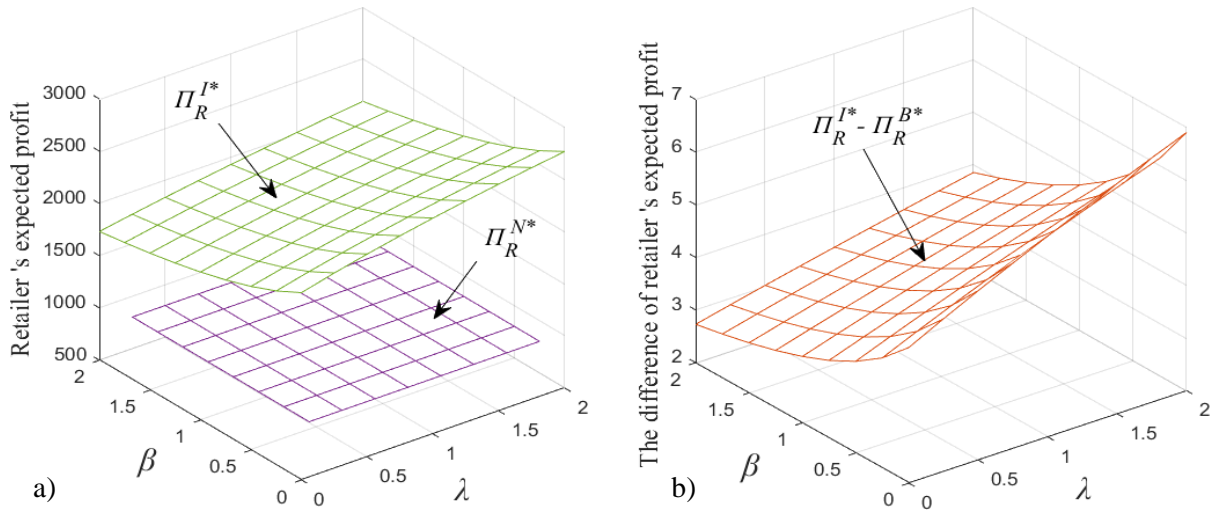 Retailer 's expected profit
3000
2500
2000
1500
1000
500
2
1.5
1
0.5
0
β
0
0.5
1
1.5
2
λ
Π_R^{I*}
Π_R^{N*}
a)
The difference of retailer 's expected profit
7
6
5
4
3
2
2
1.5
1
0.5
0
β
0
0.5
1
1.5
2
λ
Π_R^{I*} - Π_R^{B*}
b)